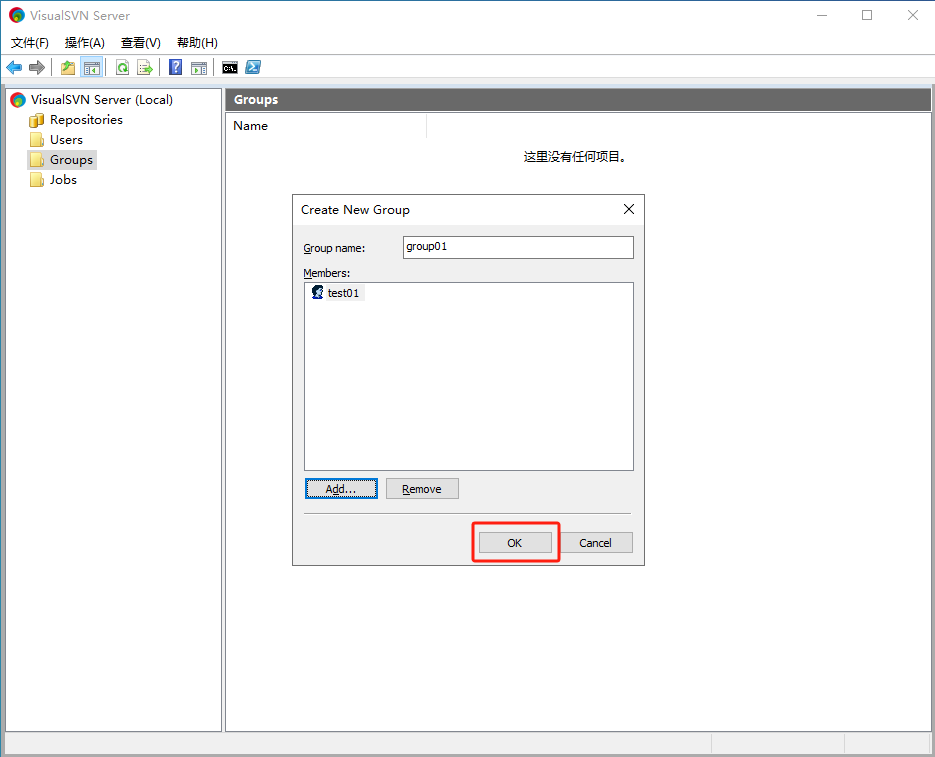 VisualSVN Server
文件(F) 操作(A) 查看(V) 帮助(H)
C:\.
VisualSVN Server (Local)
Repositories
Users
Groups
Jobs
Groups
Name
这里没有任何项目。
Create New Group
Group name: group01
Members:
test01
Add... Remove
OK Cancel